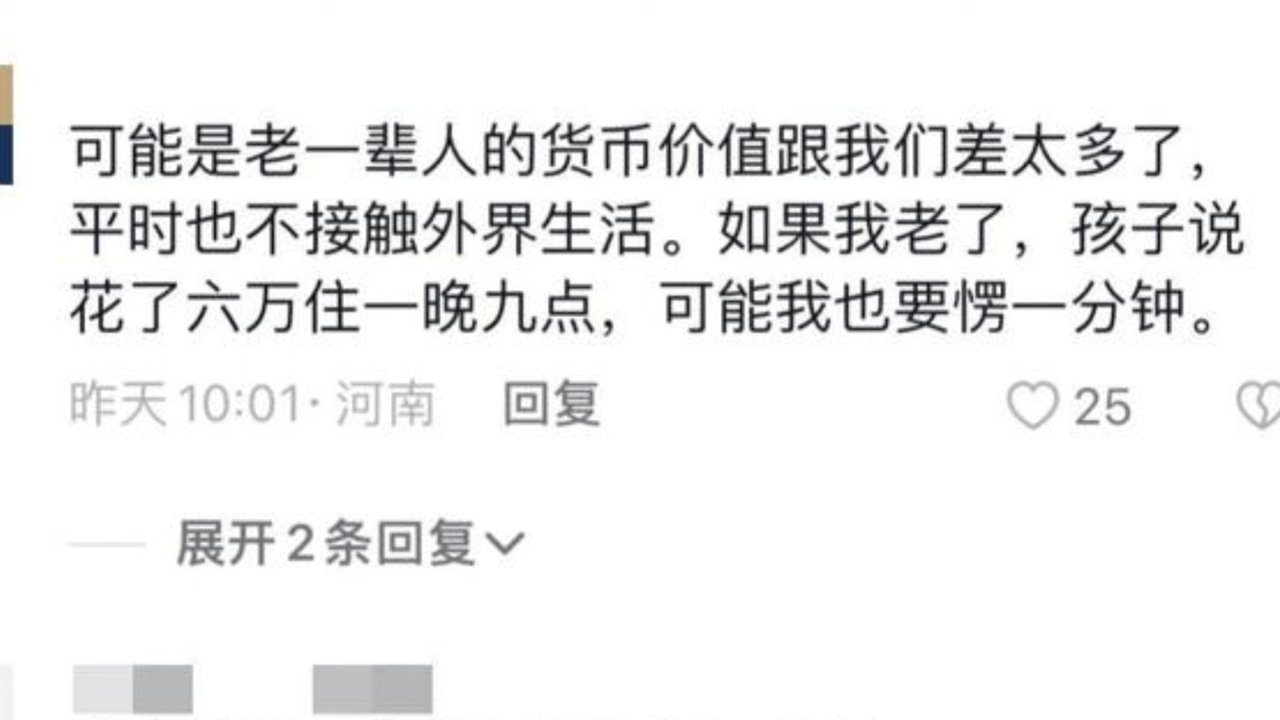 可能是老一辈人的货币价值跟我们差太多了，
平时也不接触外界生活。如果我老了，孩子说
花了六万住一晚九点，可能我也要愣一分钟。
昨天10:01·河南 回复 25
展开2条回复